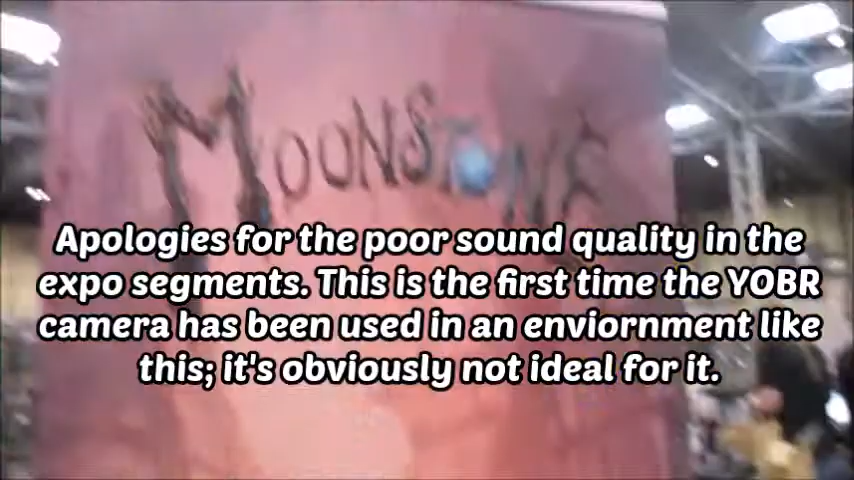 MOONSTONE
Apologies for the poor sound quality in the
expo segments. This is the first time the YOBR
camera has been used in an enviornment like
this; it's obviously not ideal for it.